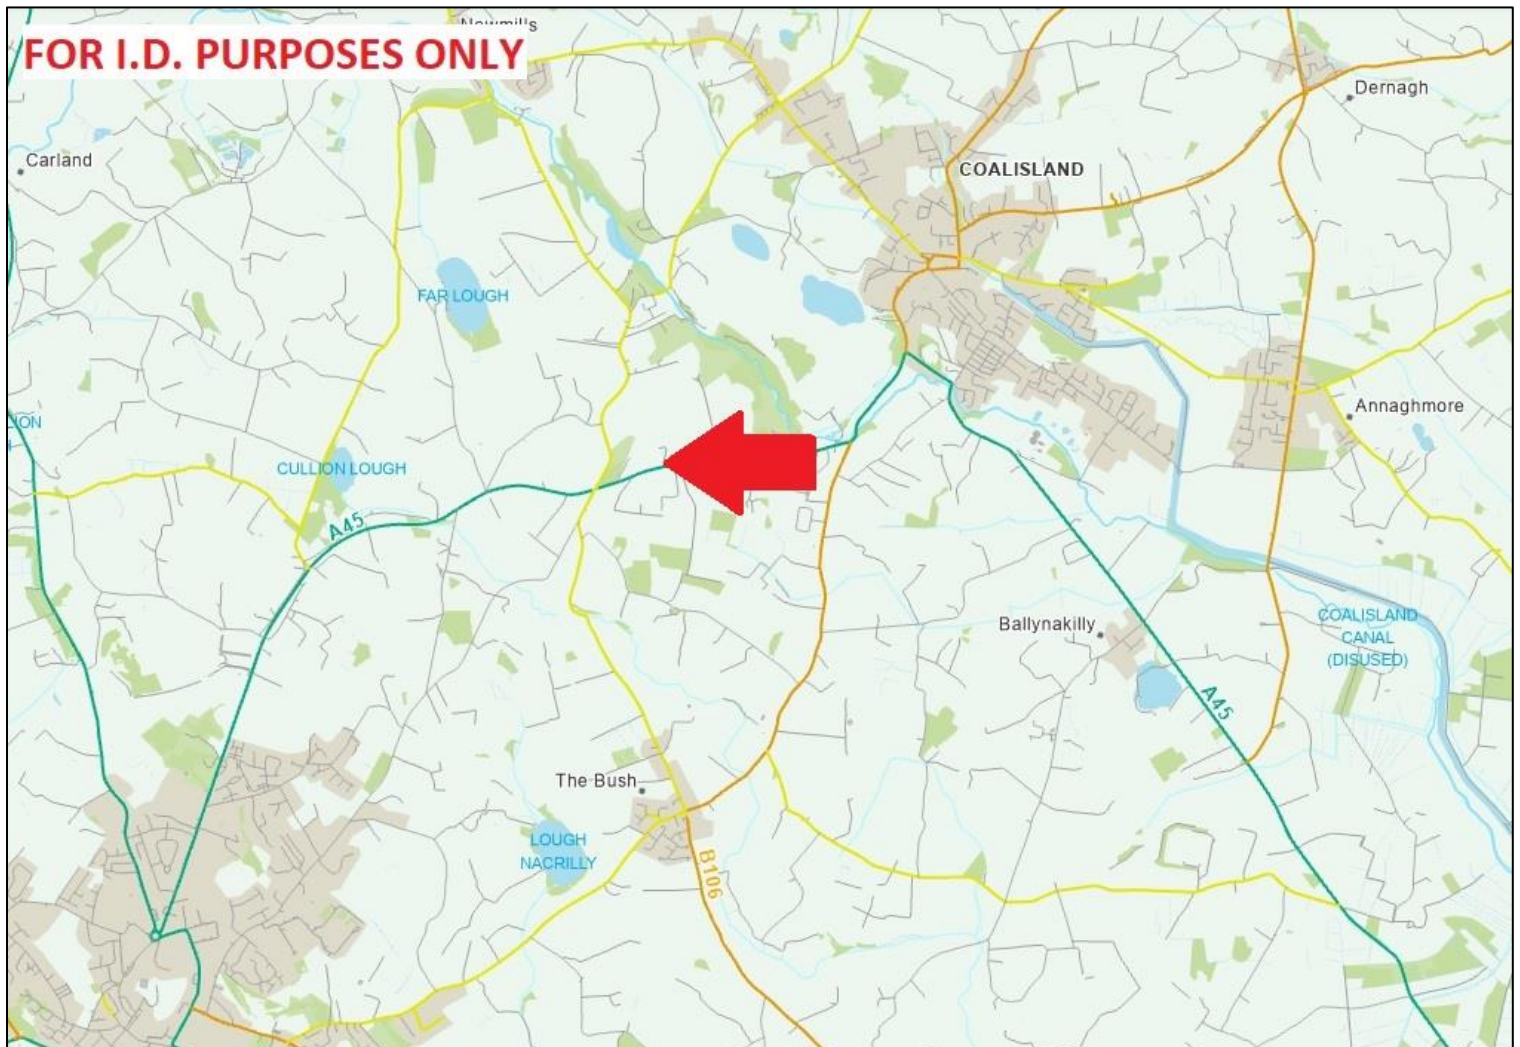 Newmills
FOR I.D. PURPOSES ONLY
Dernagh
Carland
COALISLAND
FAR LOUGH
Annaghmore
CULLION LOUGH
A45
COALISLAND
CANAL
(DISUSED)
Ballynakilly
A45
The Bush
LOUGH
NACRILLY
B106